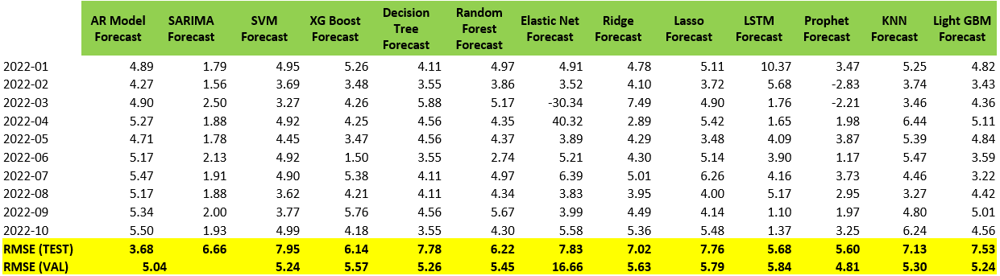 AR Model Forecast SARIMA Forecast SVM Forecast XG Boost Forecast Decision Tree Forecast Random Forest Forecast Elastic Net Forecast Ridge Forecast Lasso Forecast LSTM Forecast Prophet Forecast KNN Forecast Light GBM Forecast
2022-01 4.89 1.79 4.95 5.26 4.11 4.97 4.91 4.78 5.11 10.37 3.47 5.25 4.82
2022-02 4.27 1.56 3.69 3.48 3.55 3.86 3.52 4.10 3.72 5.68 -2.83 3.74 3.43
2022-03 4.90 2.50 3.27 4.26 5.88 5.17 -30.34 7.49 4.90 1.76 -2.21 3.46 4.36
2022-04 5.27 1.88 4.92 4.25 4.56 4.35 40.32 2.89 5.42 1.65 1.98 6.44 5.11
2022-05 4.71 1.78 4.45 3.47 4.56 4.37 3.89 4.29 3.48 4.09 3.87 5.39 4.84
2022-06 5.17 2.13 4.92 1.50 3.55 2.74 5.21 4.30 5.14 3.90 1.17 5.47 3.59
2022-07 5.47 1.91 4.90 5.38 4.11 4.97 6.39 5.01 6.26 4.16 3.73 4.46 3.22
2022-08 5.17 1.88 3.62 4.21 4.11 4.34 3.83 3.95 4.00 5.17 2.95 3.27 4.42
2022-09 5.34 2.00 3.77 5.76 4.56 5.67 3.99 4.49 4.14 1.10 1.97 4.80 5.01
2022-10 5.50 1.93 4.99 4.18 3.55 4.30 5.58 5.36 5.48 1.37 3.25 6.24 4.56
RMSE (TEST) 3.68 6.66 7.95 6.14 7.78 6.22 7.83 7.02 7.76 5.68 5.60 7.13 7.53
RMSE (VAL) 5.04 5.24 5.57 5.26 5.45 16.66 5.63 5.79 5.84 4.81 5.30 5.24